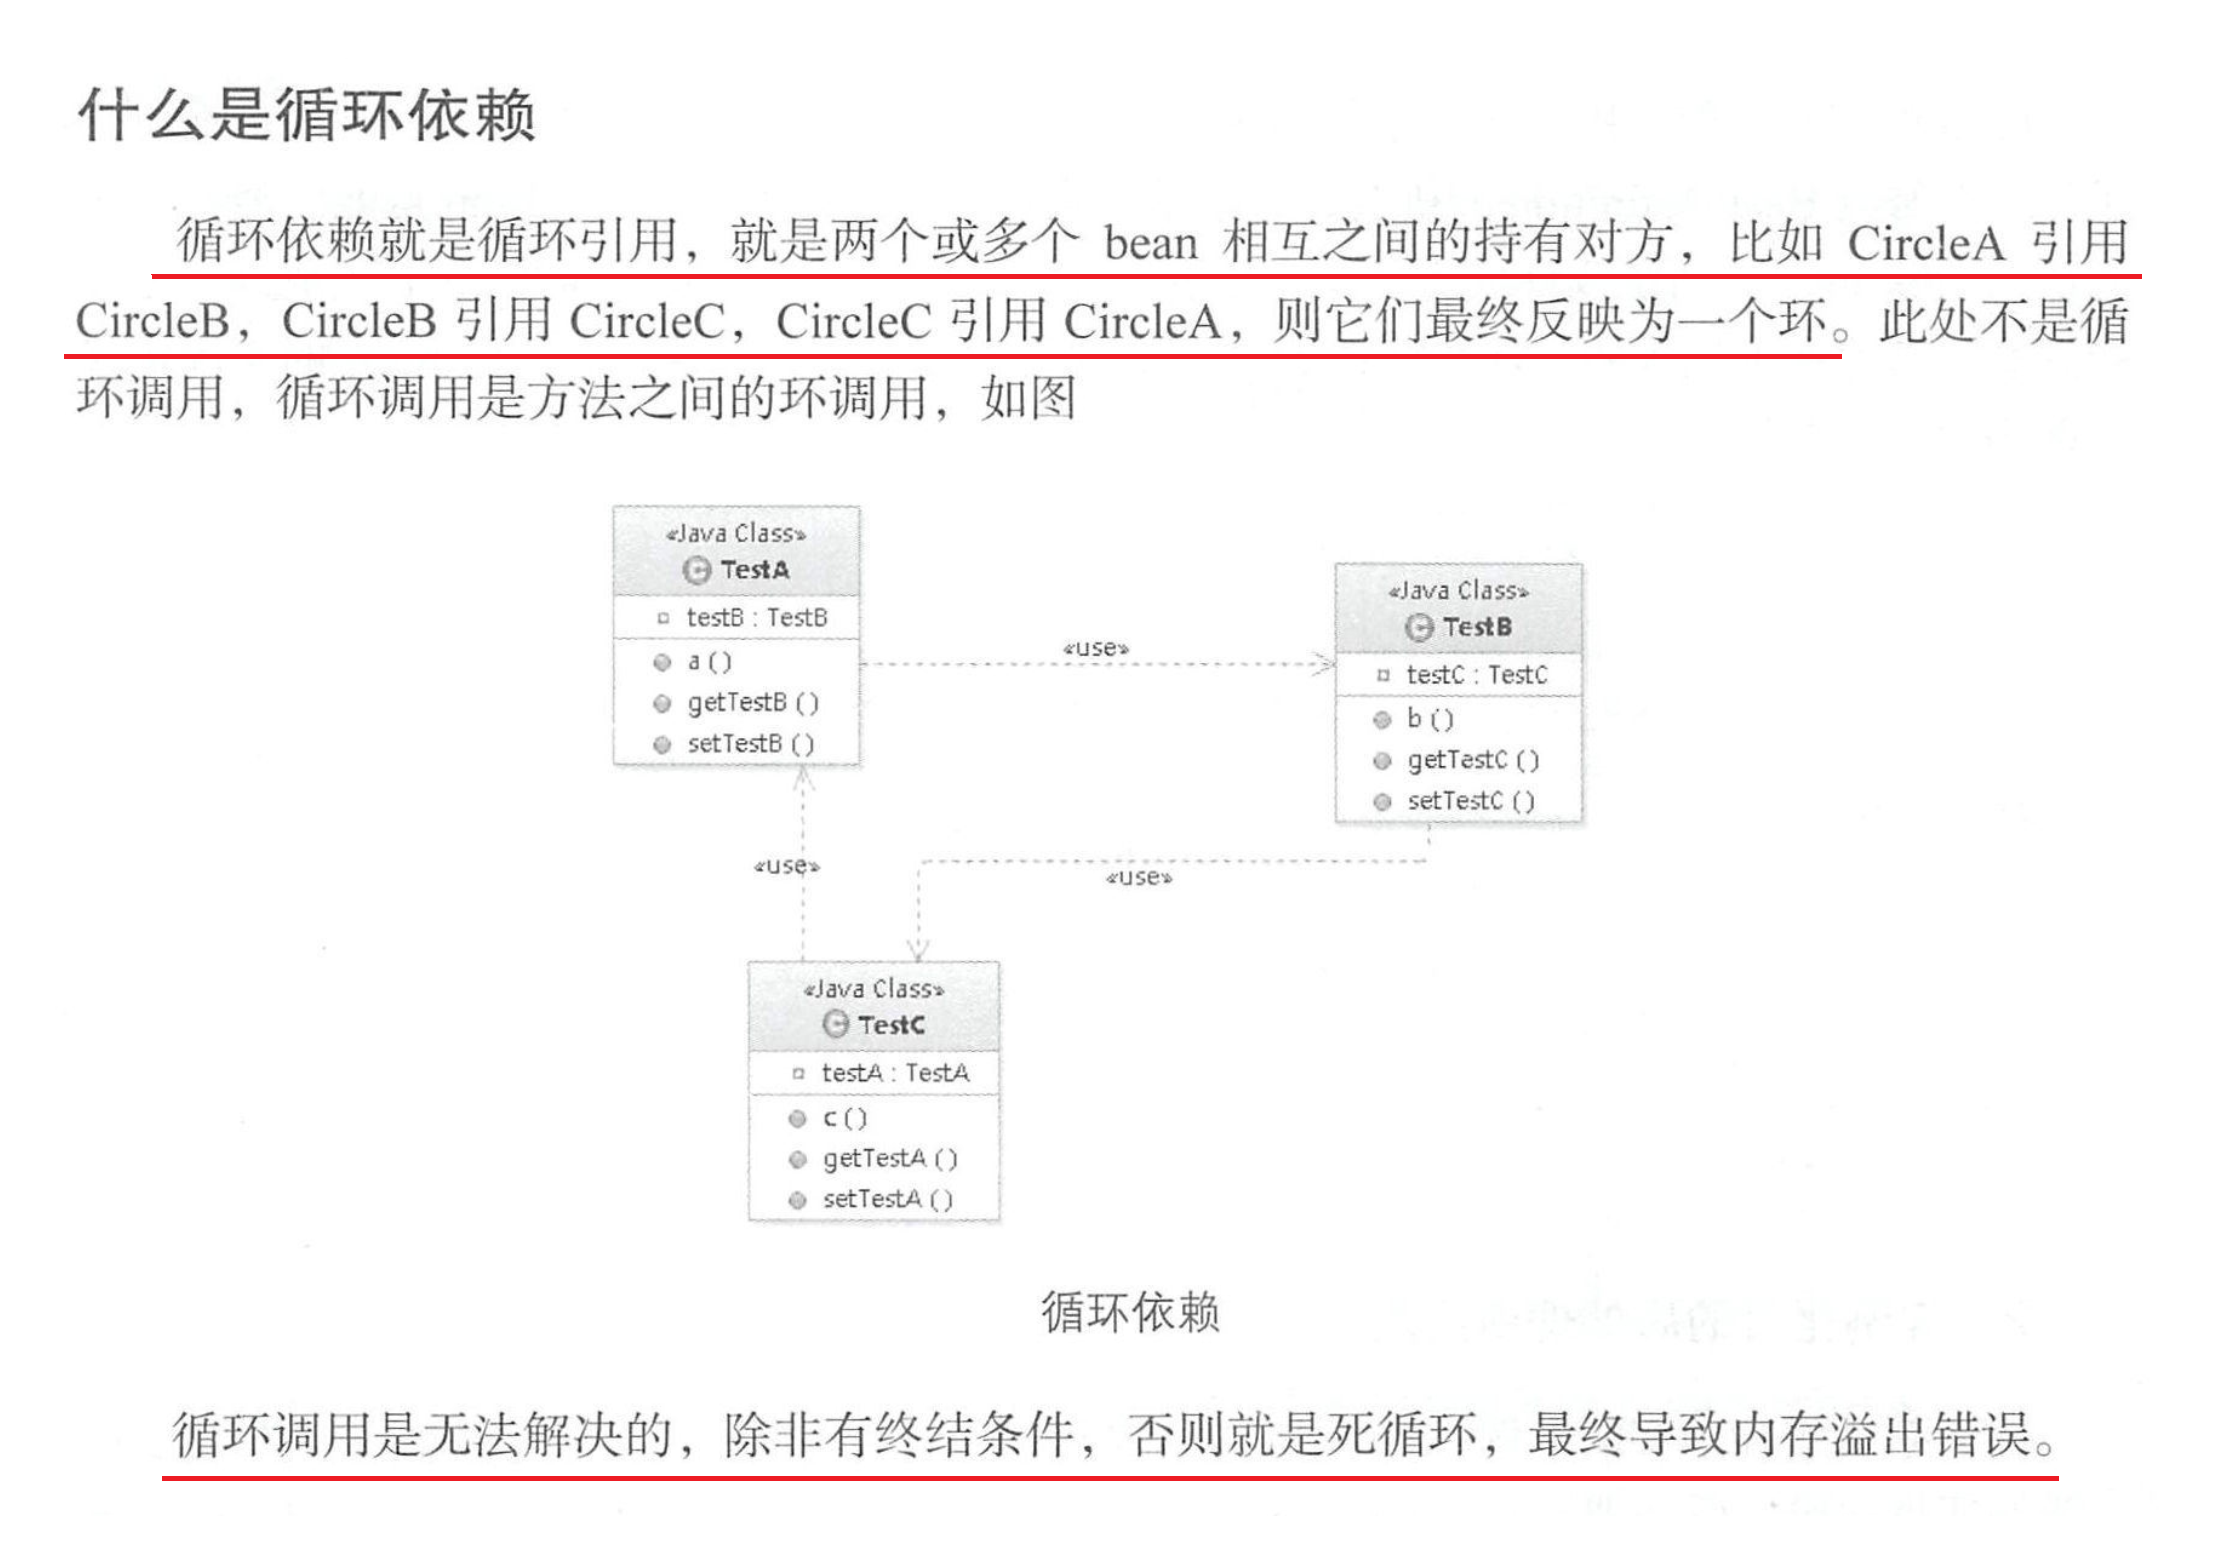 什么是循环依赖
循环依赖就是循环引用，就是两个或多个 bean 相互之间的持有对方，比如 CircleA 引用
CircleB，CircleB 引用 CircleC，CircleC 引用 CircleA，则它们最终反映为一个环。此处不是循
环调用，循环调用是方法之间的环调用，如图
«Java Class»
TestA
testB : TestB
a ()
getTestB ()
setTestB ()
«use»
«Java Class»
TestB
testC : TestC
b ()
getTestC ()
setTestC ()
«use»
«use»
«Java Class»
TestC
testA : TestA
c ()
getTestA ()
setTestA ()
循环依赖
循环调用是无法解决的，除非有终结条件，否则就是死循环，最终导致内存溢出错误。